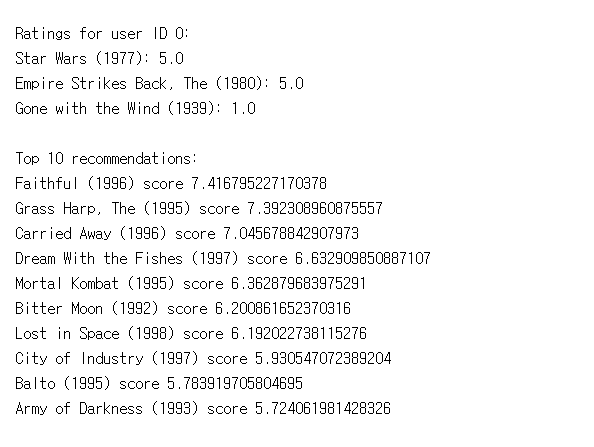 Ratings for user ID 0:
Star Wars (1977): 5.0
Empire Strikes Back, The (1980): 5.0
Gone with the Wind (1939): 1.0
Top 10 recommendations:
Faithful (1996) score 7.416795227170378
Grass Harp, The (1995) score 7.392308960875557
Carried Away (1996) score 7.045678842907973
Dream With the Fishes (1997) score 6.632909850887107
Mortal Kombat (1995) score 6.362879683975291
Bitter Moon (1992) score 6.200861652370316
Lost in Space (1998) score 6.192022738115276
City of Industry (1997) score 5.930547072389204
Balto (1995) score 5.783919705804695
Army of Darkness (1993) score 5.724061981428326